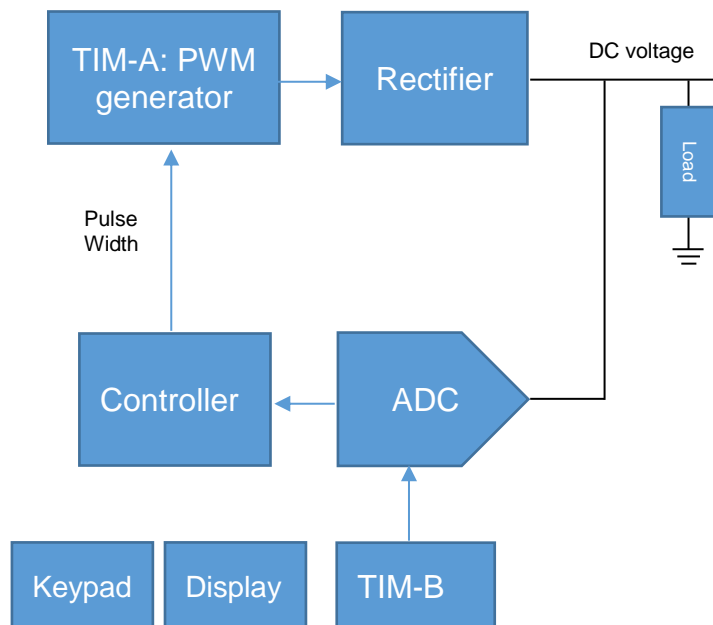 TIM-A: PWM
generator
Rectifier
DC voltage
Load
Pulse
Width
Controller
ADC
Keypad
Display
TIM-B